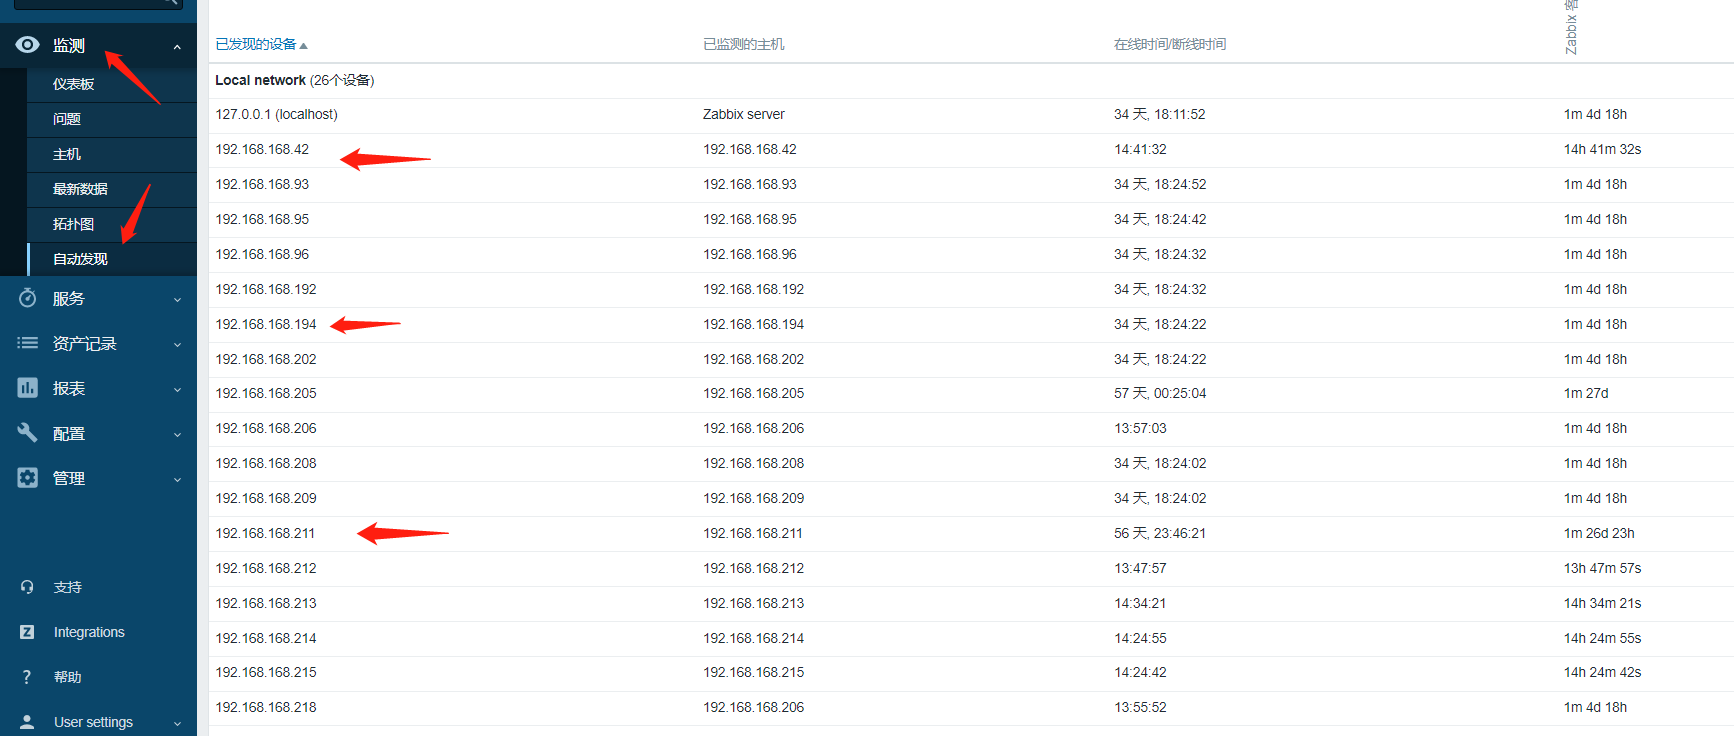 监测
仪表板
问题
主机
最新数据
拓扑图
自动发现
服务
资产记录
报表
配置
管理
支持
Integrations
帮助
User settings
已发现的设备 已监测的主机 在线时间/断线时间 Zabbix 客
Local network (26个设备)
127.0.0.1 (localhost) Zabbix server 34 天, 18:11:52 1m 4d 18h
192.168.168.42 192.168.168.42 14:41:32 14h 41m 32s
192.168.168.93 192.168.168.93 34 天, 18:24:52 1m 4d 18h
192.168.168.95 192.168.168.95 34 天, 18:24:42 1m 4d 18h
192.168.168.96 192.168.168.96 34 天, 18:24:32 1m 4d 18h
192.168.168.192 192.168.168.192 34 天, 18:24:32 1m 4d 18h
192.168.168.194 192.168.168.194 34 天, 18:24:22 1m 4d 18h
192.168.168.202 192.168.168.202 34 天, 18:24:22 1m 4d 18h
192.168.168.205 192.168.168.205 57 天, 00:25:04 1m 27d
192.168.168.206 192.168.168.206 13:57:03 1m 4d 18h
192.168.168.208 192.168.168.208 34 天, 18:24:02 1m 4d 18h
192.168.168.209 192.168.168.209 34 天, 18:24:02 1m 4d 18h
192.168.168.211 192.168.168.211 56 天, 23:46:21 1m 26d 23h
192.168.168.212 192.168.168.212 13:47:57 13h 47m 57s
192.168.168.213 192.168.168.213 14:34:21 14h 34m 21s
192.168.168.214 192.168.168.214 14:24:55 14h 24m 55s
192.168.168.215 192.168.168.215 14:24:42 14h 24m 42s
192.168.168.218 192.168.168.206 13:55:52 1m 4d 18h